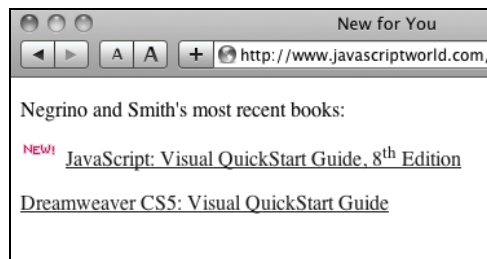 New for You
A A + http://www.javascriptworld.com/
Negrino and Smith's most recent books:
NEW! JavaScript: Visual QuickStart Guide, 8th Edition
Dreamweaver CS5: Visual QuickStart Guide